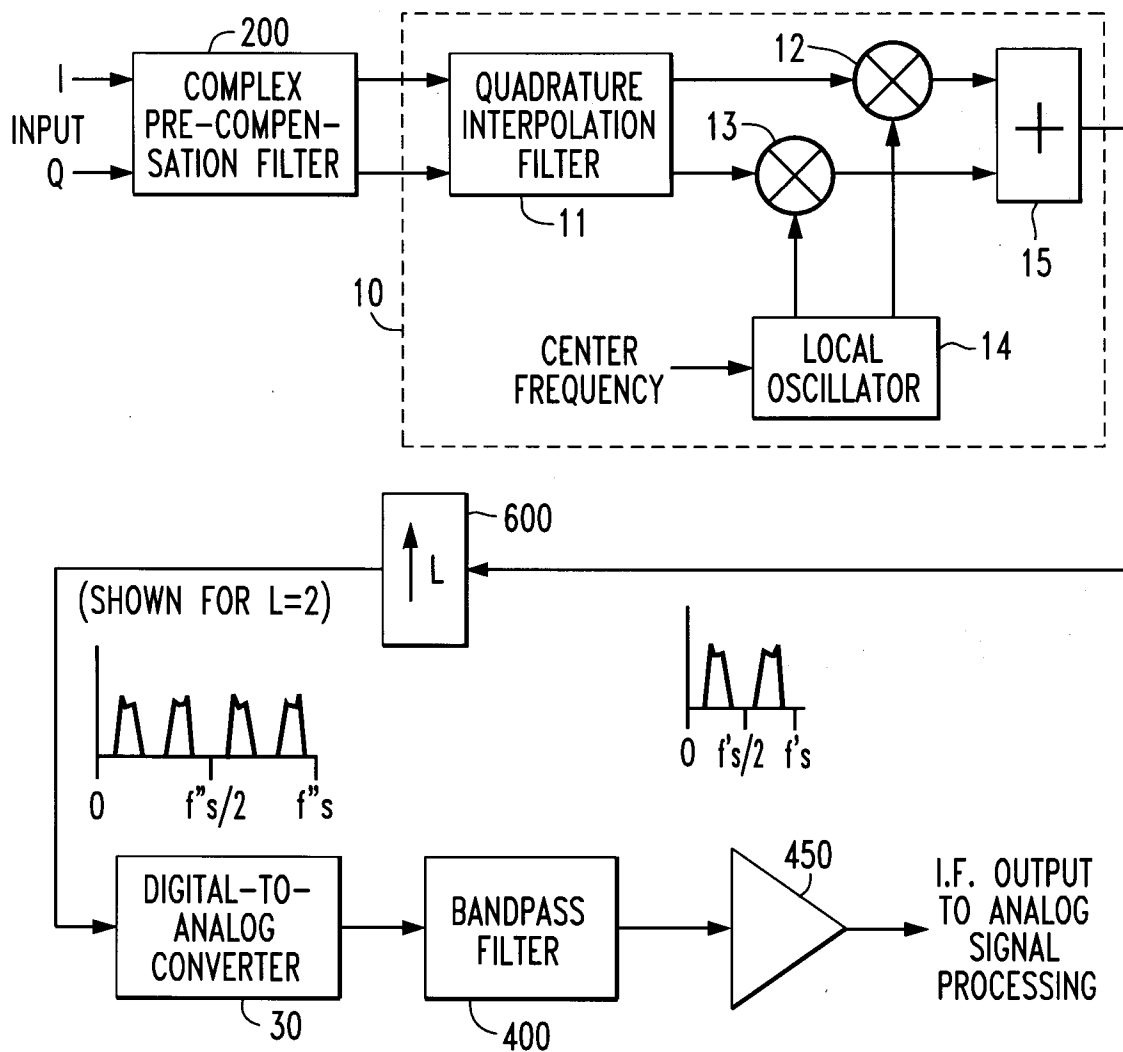 200
I
INPUT
Q
COMPLEX
PRE-COMPEN-
SATION FILTER
QUADRATURE
INTERPOLATION
FILTER
11
12
13
+
15
10
CENTER
FREQUENCY
LOCAL
OSCILLATOR
14
600
↑ L
(SHOWN FOR L=2)
0
f"s/2
f"s
0
f's/2
f's
DIGITAL-TO-
ANALOG
CONVERTER
30
BANDPASS
FILTER
400
450
I.F. OUTPUT
TO ANALOG
SIGNAL
PROCESSING